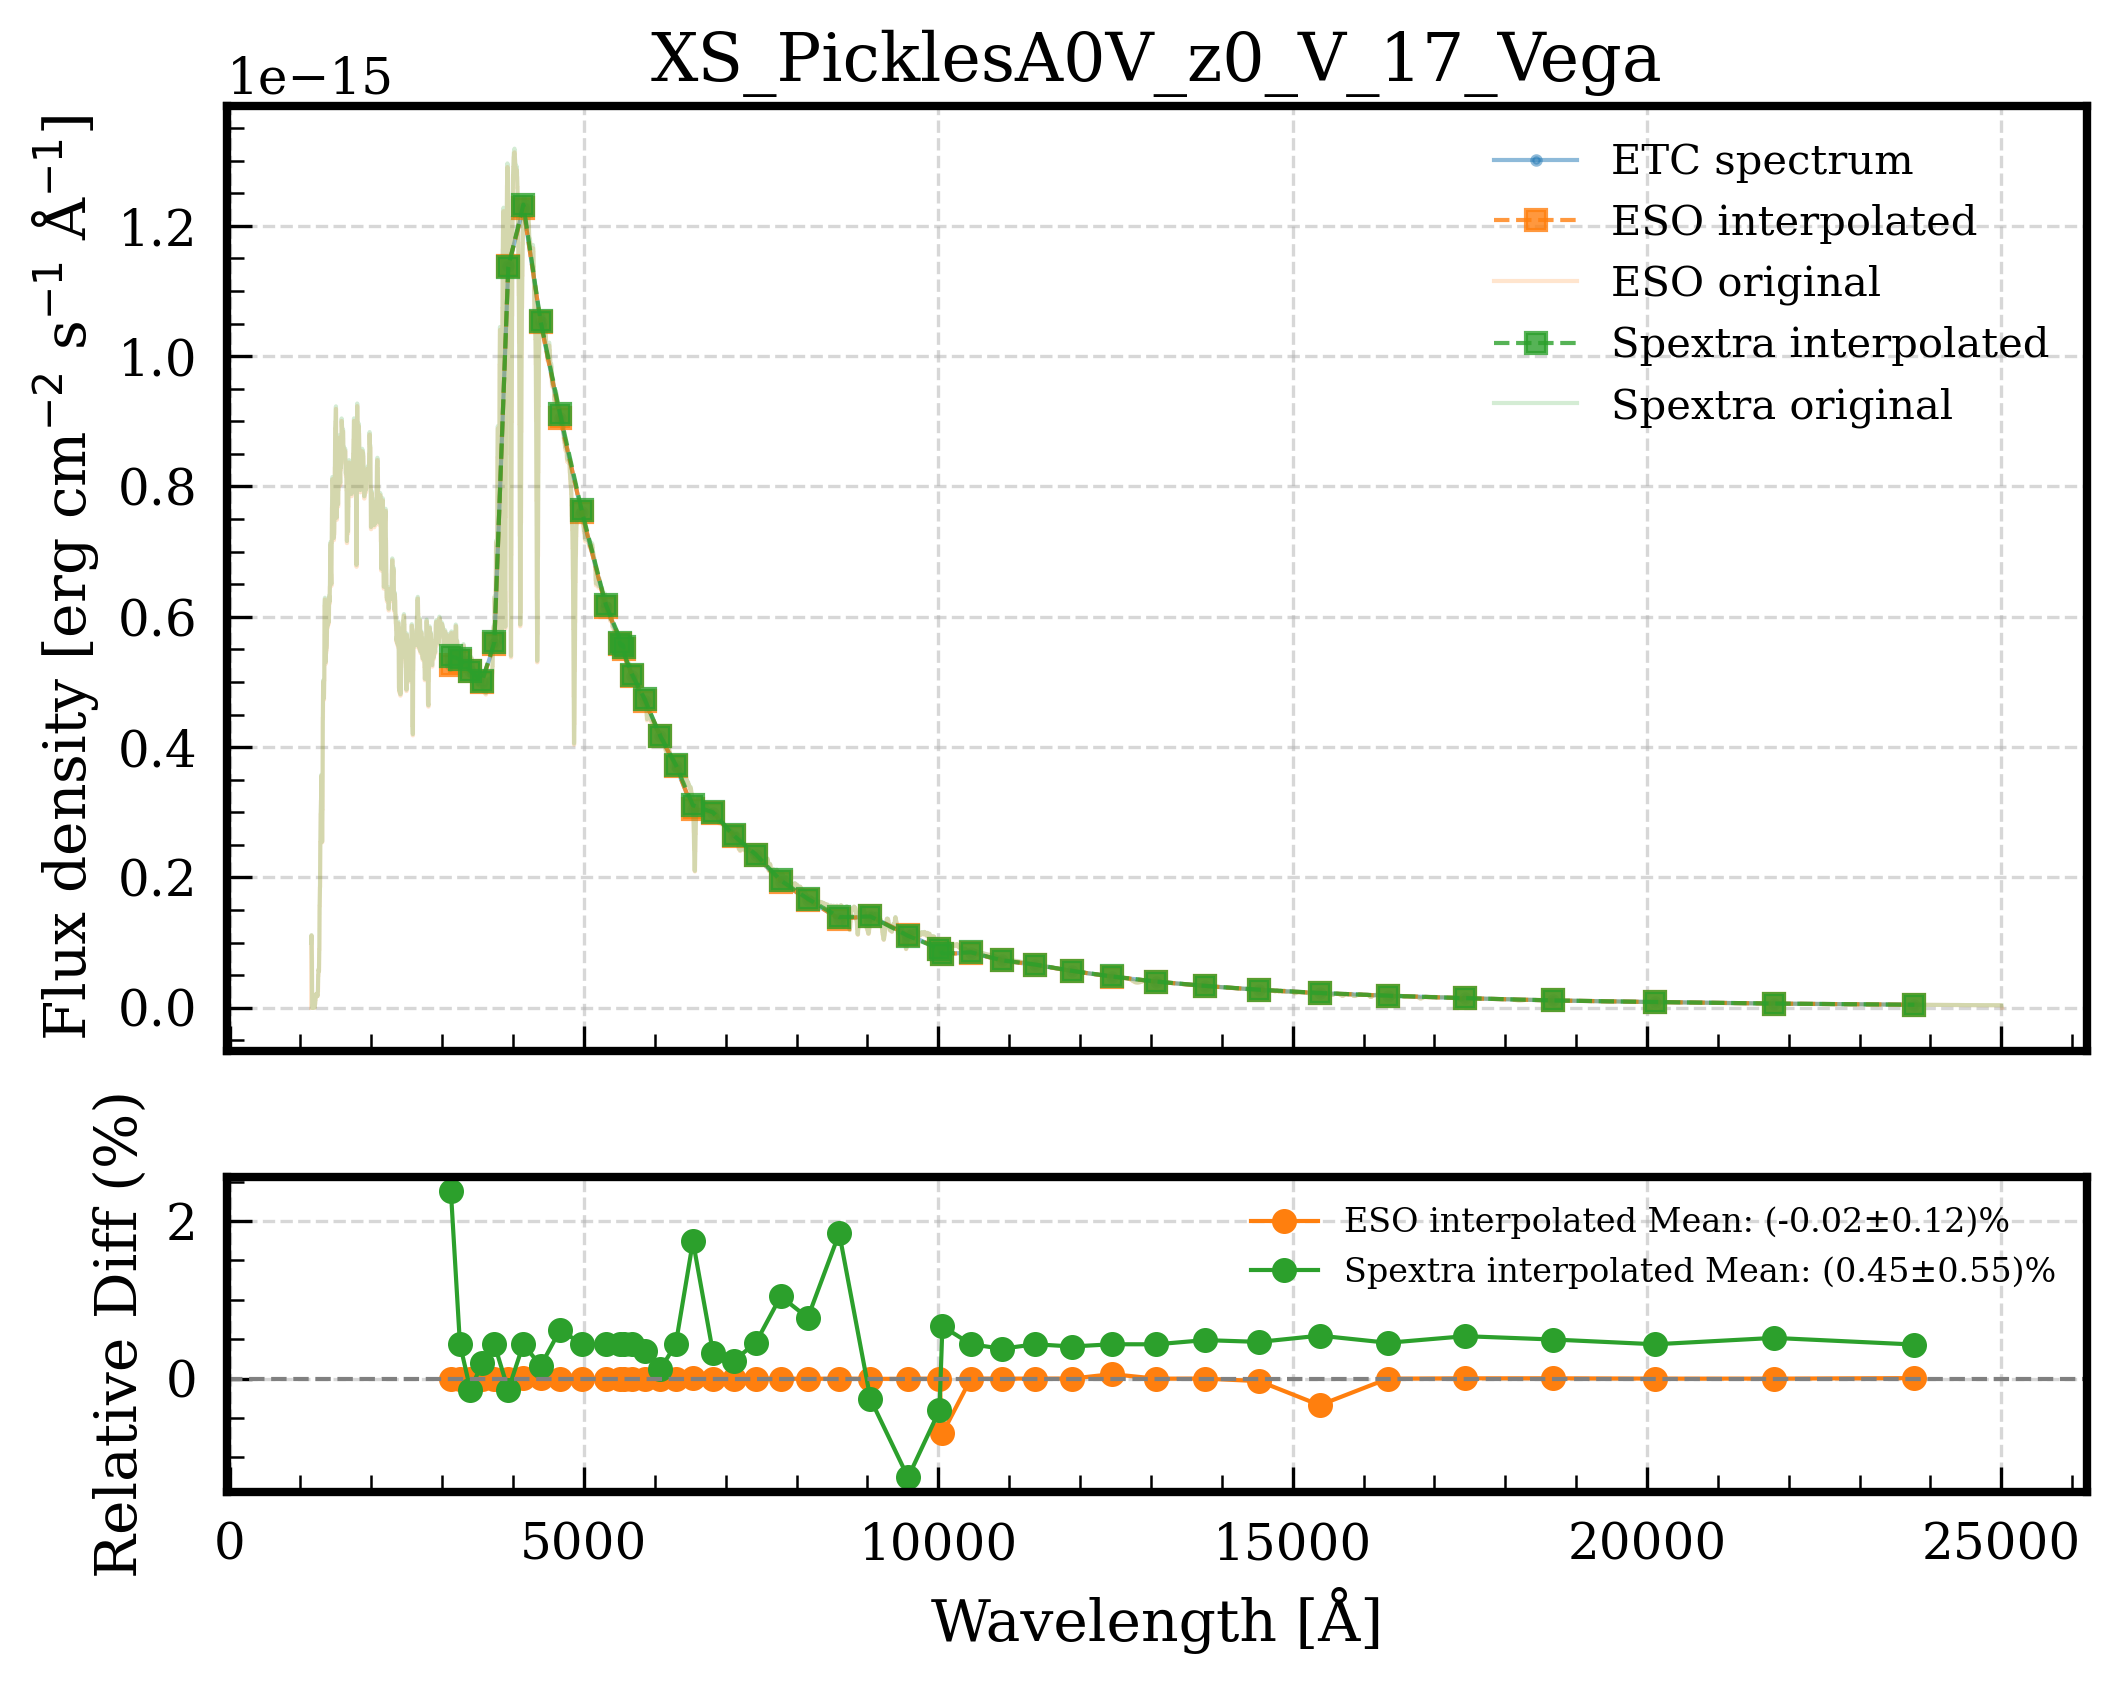 XS_PicklesA0V_z0_V_17_Vega
1e−15
Flux density [erg cm⁻² s⁻¹ Å⁻¹]
1.2
1.0
0.8
0.6
0.4
0.2
0.0
ETC spectrum
ESO interpolated
ESO original
Spextra interpolated
Spextra original
Relative Diff (%)
2
0
ESO interpolated Mean: (-0.02±0.12)%
Spextra interpolated Mean: (0.45±0.55)%
0 5000 10000 15000 20000 25000
Wavelength [Å]